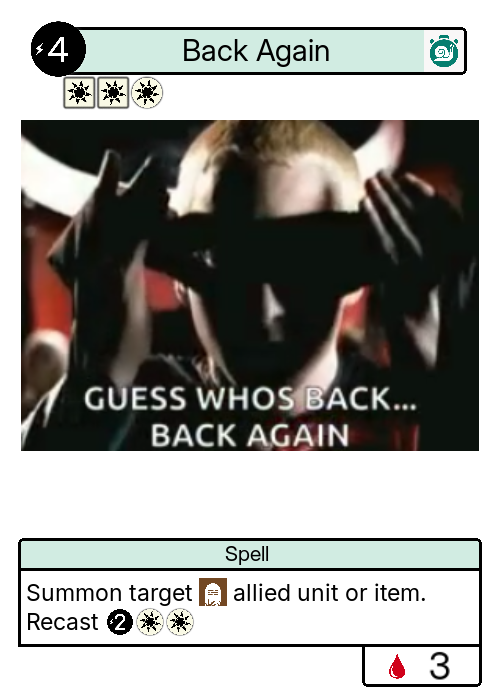 4
Back Again
GUESS WHOS BACK...
BACK AGAIN
Spell
Summon target allied unit or item.
Recast 2
3